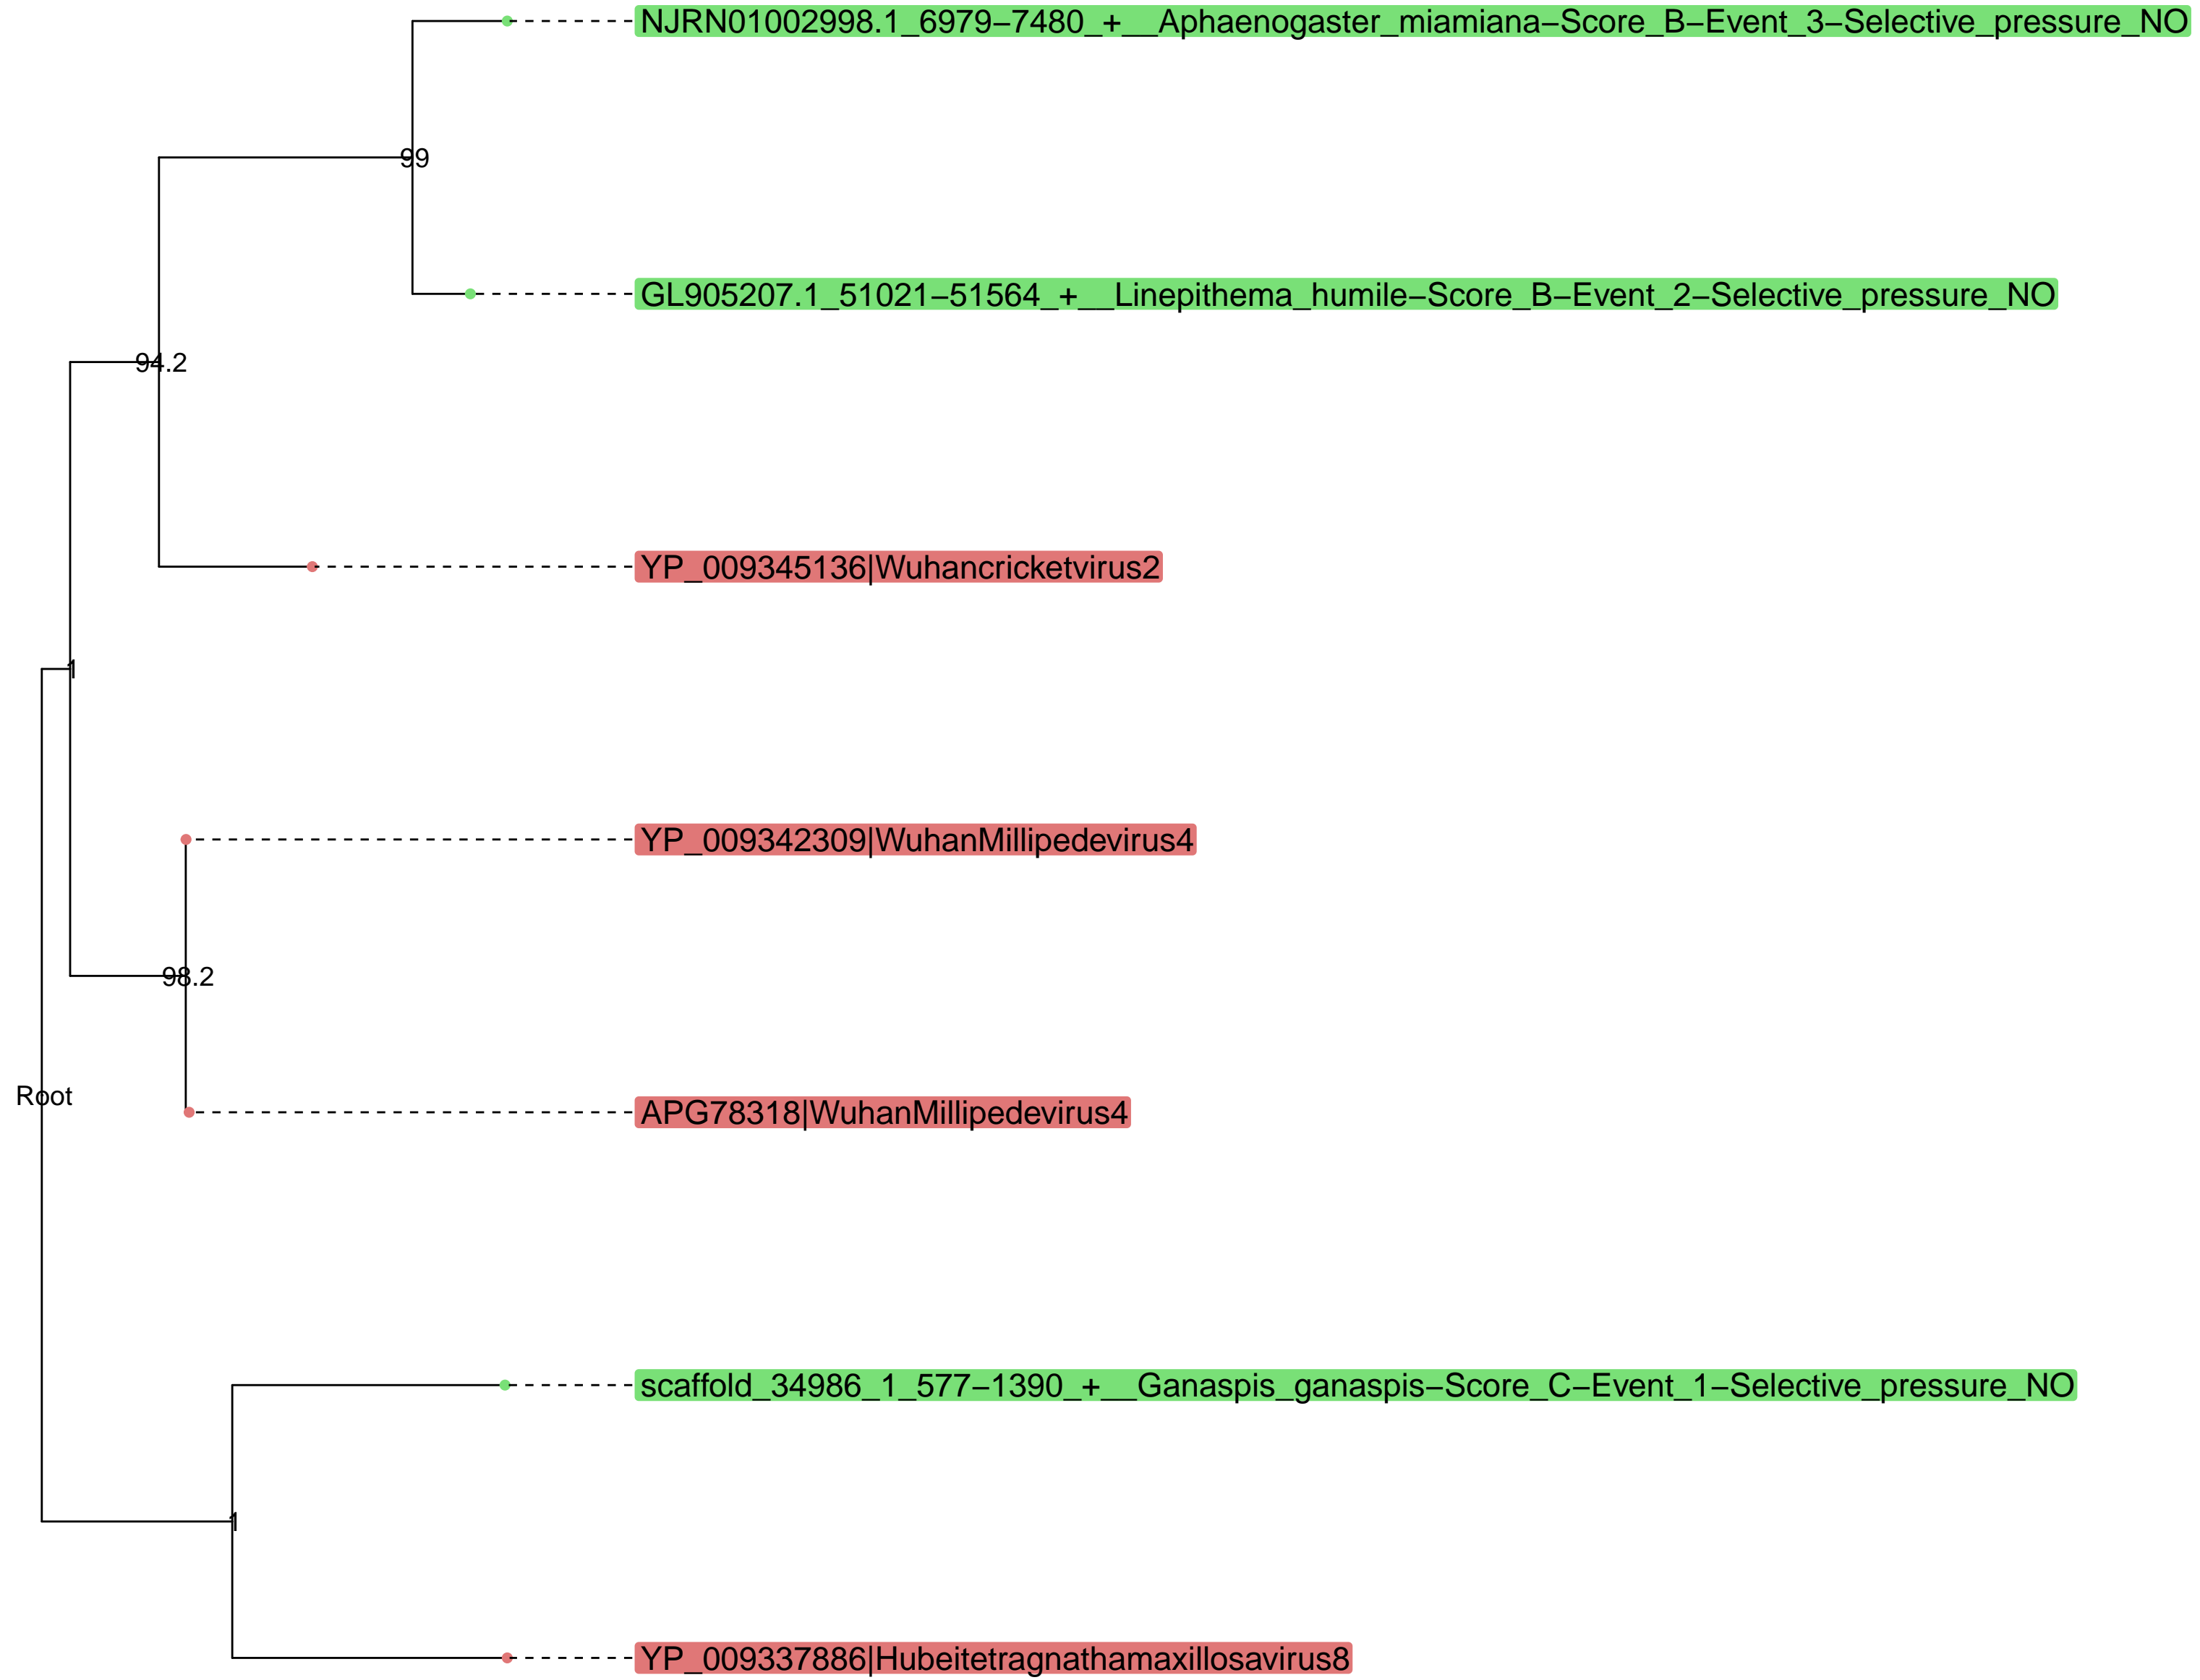 NJRN01002998.1_6979−7480_+__Aphaenogaster_miamiana−Score_B−Event_3−Selective_pressure_NO
99
GL905207.1_51021−51564_+__Linepithema_humile−Score_B−Event_2−Selective_pressure_NO
94.2
YP_009345136|Wuhancricketvirus2
1
YP_009342309|WuhanMillipedevirus4
98.2
Root
APG78318|WuhanMillipedevirus4
scaffold_34986_1_577−1390_+__Ganaspis_ganaspis−Score_C−Event_1−Selective_pressure_NO
1
YP_009337886|Hubeitetragnathamaxillosavirus8